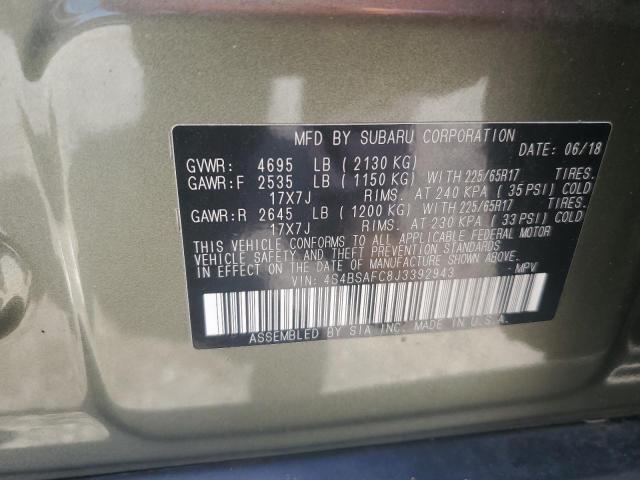 MFD BY SUBARU CORPORATION
DATE: 06/18
GVWR: 4695 LB (2130 KG)
GAWR:F 2535 LB (1150 KG) WITH 225/65R17 TIRES.
17X7J RIMS. AT 240 KPA (35 PSI) COLD
GAWR:R 2645 LB (1200 KG) WITH 225/65R17 TIRES.
17X7J RIMS. AT 230 KPA (33 PSI) COLD
THIS VEHICLE CONFORMS TO ALL APPLICABLE FEDERAL MOTOR
VEHICLE SAFETY AND THEFT PREVENTION STANDARDS
IN EFFECT ON THE DATE OF MANUFACTURE SHOWN ABOVE.
VIN: 4S4BSAFC8J3392943 MPV
ASSEMBLED BY SIA INC. MADE IN U.S.A.